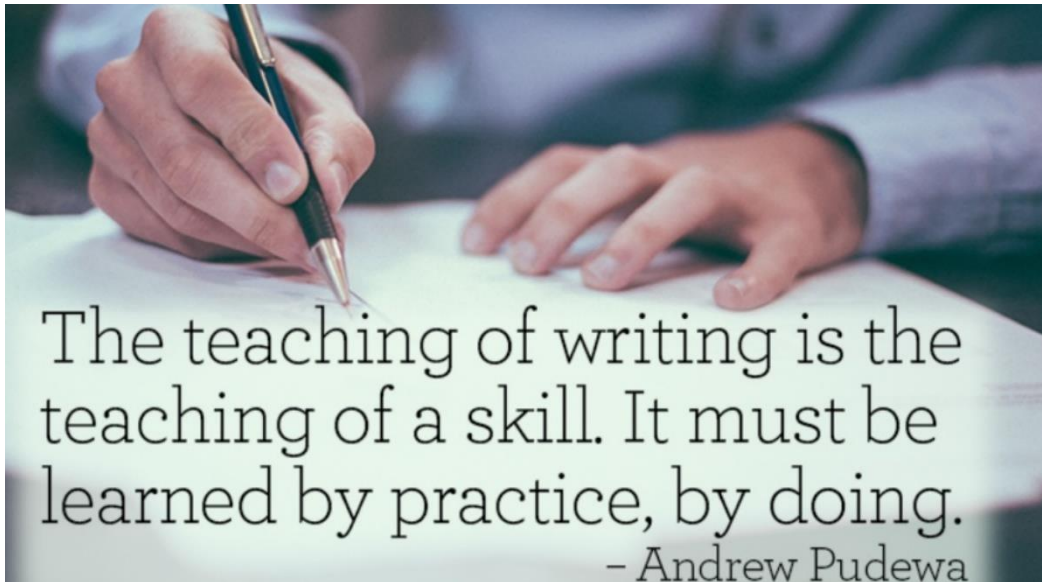 The teaching of writing is the
teaching of a skill. It must be
learned by practice, by doing.
– Andrew Pudewa